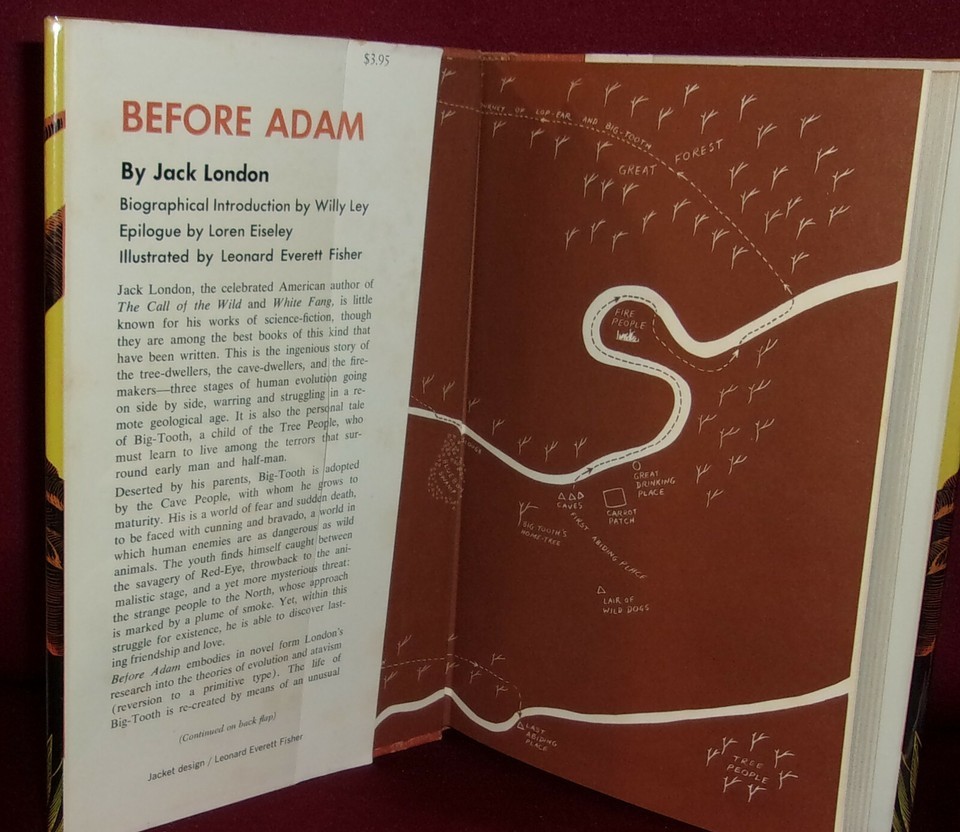 $3.95
BEFORE ADAM
By Jack London
Biographical Introduction by Willy Ley
Epilogue by Loren Eiseley
Illustrated by Leonard Everett Fisher
Jack London, the celebrated American author of
The Call of the Wild and White Fang, is little
known for his works of science-fiction, though
they are among the best books of this kind that
have been written. This is the ingenious story of
the tree-dwellers, the cave-dwellers, and the fire-
makers—three stages of human evolution going
on side by side, warring and struggling in a re-
mote geological age. It is also the personal tale
of Big-Tooth, a child of the Tree People, who
must learn to live among the terrors that sur-
round early man and half-man.
Deserted by his parents, Big-Tooth is adopted
by the Cave People, with whom he grows to
maturity. His is a world of fear and sudden death,
to be faced with cunning and bravado, a world in
which human enemies are as dangerous as wild
animals. The youth finds himself caught between
the savagery of Red-Eye, throwback to the ani-
malistic stage, and a yet more mysterious threat:
the strange people to the North, whose approach
is marked by a plume of smoke. Yet, within this
struggle for existence, he is able to discover last-
ing friendship and love.
Before Adam embodies in novel form London's
research into the theories of evolution and atavism
(reversion to a primitive type). The life of
Big-Tooth is re-created by means of an unusual
(Continued on back flap)
Jacket design / Leonard Everett Fisher
OF LOP-EAR AND BIG-TOOTH
GREAT FOREST
FIRE
PEOPLE
GREAT
DRINKING
PLACE
CAVES
CARROT
PATCH
BIG-TOOTH'S
HOME-TREE
FIRST ABIDING PLACE
LAIR OF
WILD DOGS
LAST
ABIDING
PLACE
TREE
PEOPLE